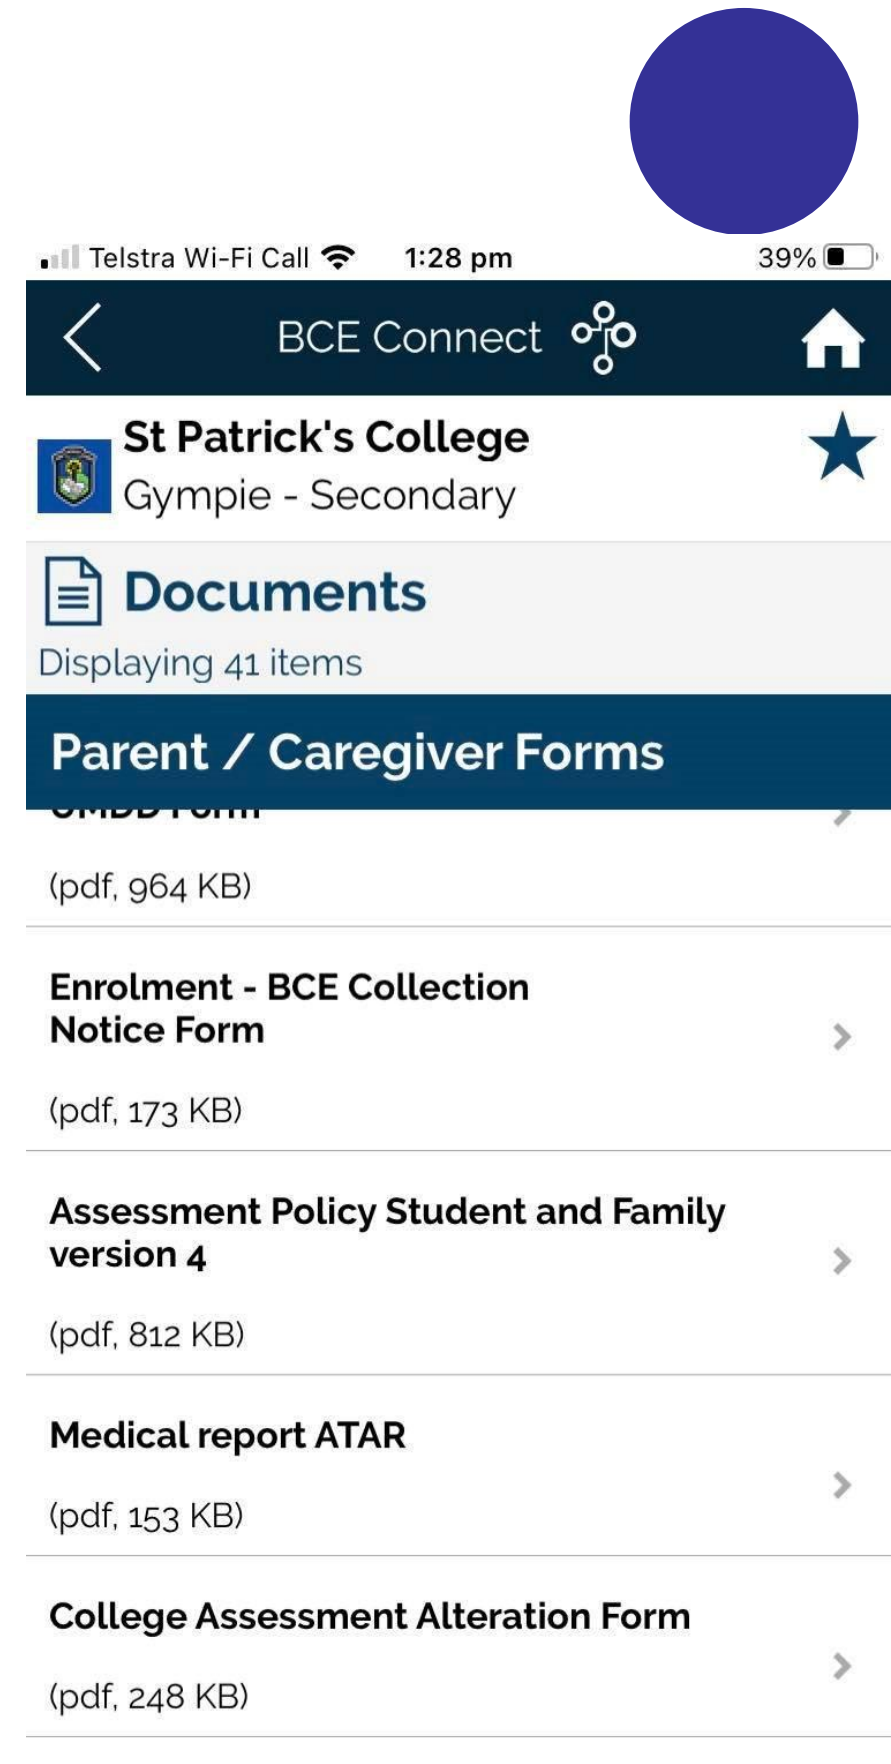 Telstra Wi-Fi Call 1:28 pm 39%
BCE Connect
St Patrick's College
Gympie - Secondary
Documents
Displaying 41 items
Parent / Caregiver Forms
Form
(pdf, 964 KB)
Enrolment - BCE Collection
Notice Form
(pdf, 173 KB)
Assessment Policy Student and Family
version 4
(pdf, 812 KB)
Medical report ATAR
(pdf, 153 KB)
College Assessment Alteration Form
(pdf, 248 KB)